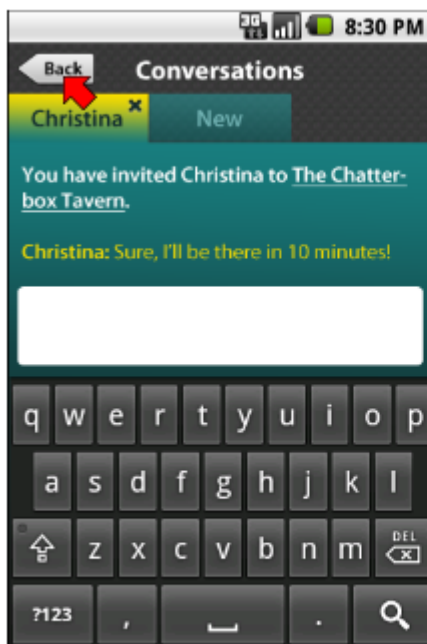 3G
8:30 PM
Back
Conversations
Christina
New
You have invited Christina to The Chatter-
box Tavern.
Christina: Sure, I'll be there in 10 minutes!
q w e r t y u i o p
a s d f g h j k l
z x c v b n m DEL
?123 , .